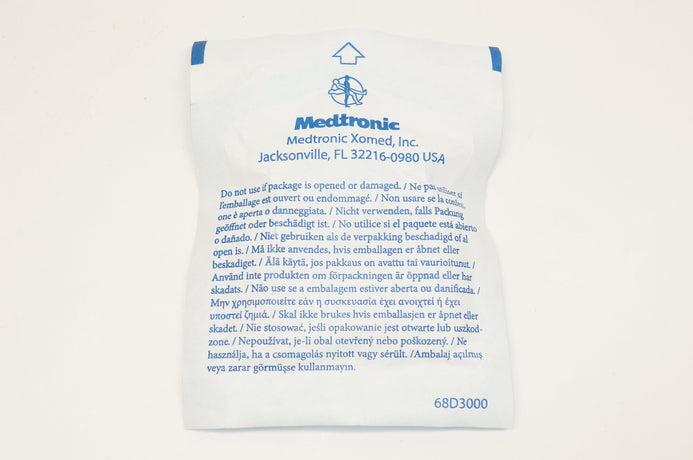 Medtronic
Medtronic Xomed, Inc.
Jacksonville, FL 32216-0980 USA
Do not use if package is opened or damaged. / Ne pas utiliser si
l'emballage est ouvert ou endommagé. / Non usare se la
one è aperta o danneggiata. / Nicht verwenden, falls Packung
geöffnet oder beschädigt ist. / No utilice si el paquete está abierto
o dañado. / Niet gebruiken als de verpakking beschadigd of al
open is. / Må ikke anvendes, hvis emballagen er åbnet eller
beskadiget. / Älä käytä, jos pakkaus on avattu tai vaurioitunut. /
Använd inte produkten om förpackningen är öppnad eller har
skadats. / Não use se a embalagem estiver aberta ou danificada. /
Μην χρησιμοποιείτε εάν η συσκευασία έχει ανοιχτεί ή έχει
υποστεί ζημιά. / Skal ikke brukes hvis emballasjen er åpnet eller
skadet. / Nie stosować, jeśli opakowanie jest otwarte lub uszkod-
zone. / Nepoužívat, je-li obal otevřený nebo poškozený. / Ne
használja, ha a csomagolás nyitott vagy sérült. /Ambalaj açılmış
veya zarar görmüşse kullanmayın.
68D3000